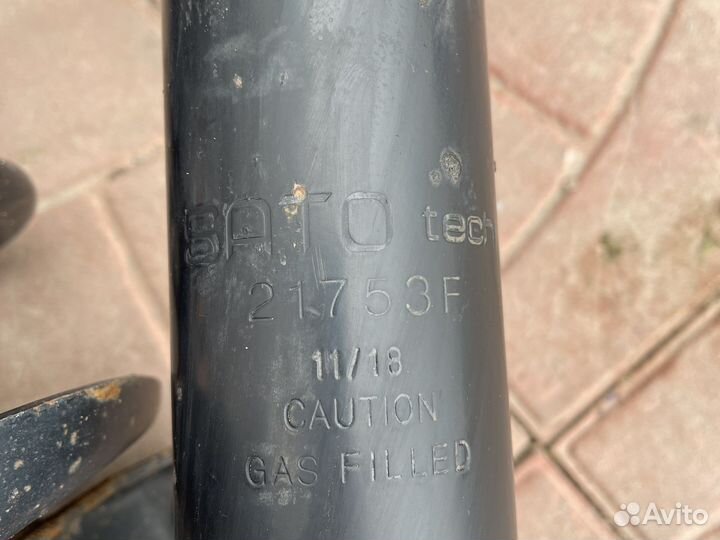 SATO tech
21753F
11/18
CAUTION
GAS FILLED
Avito